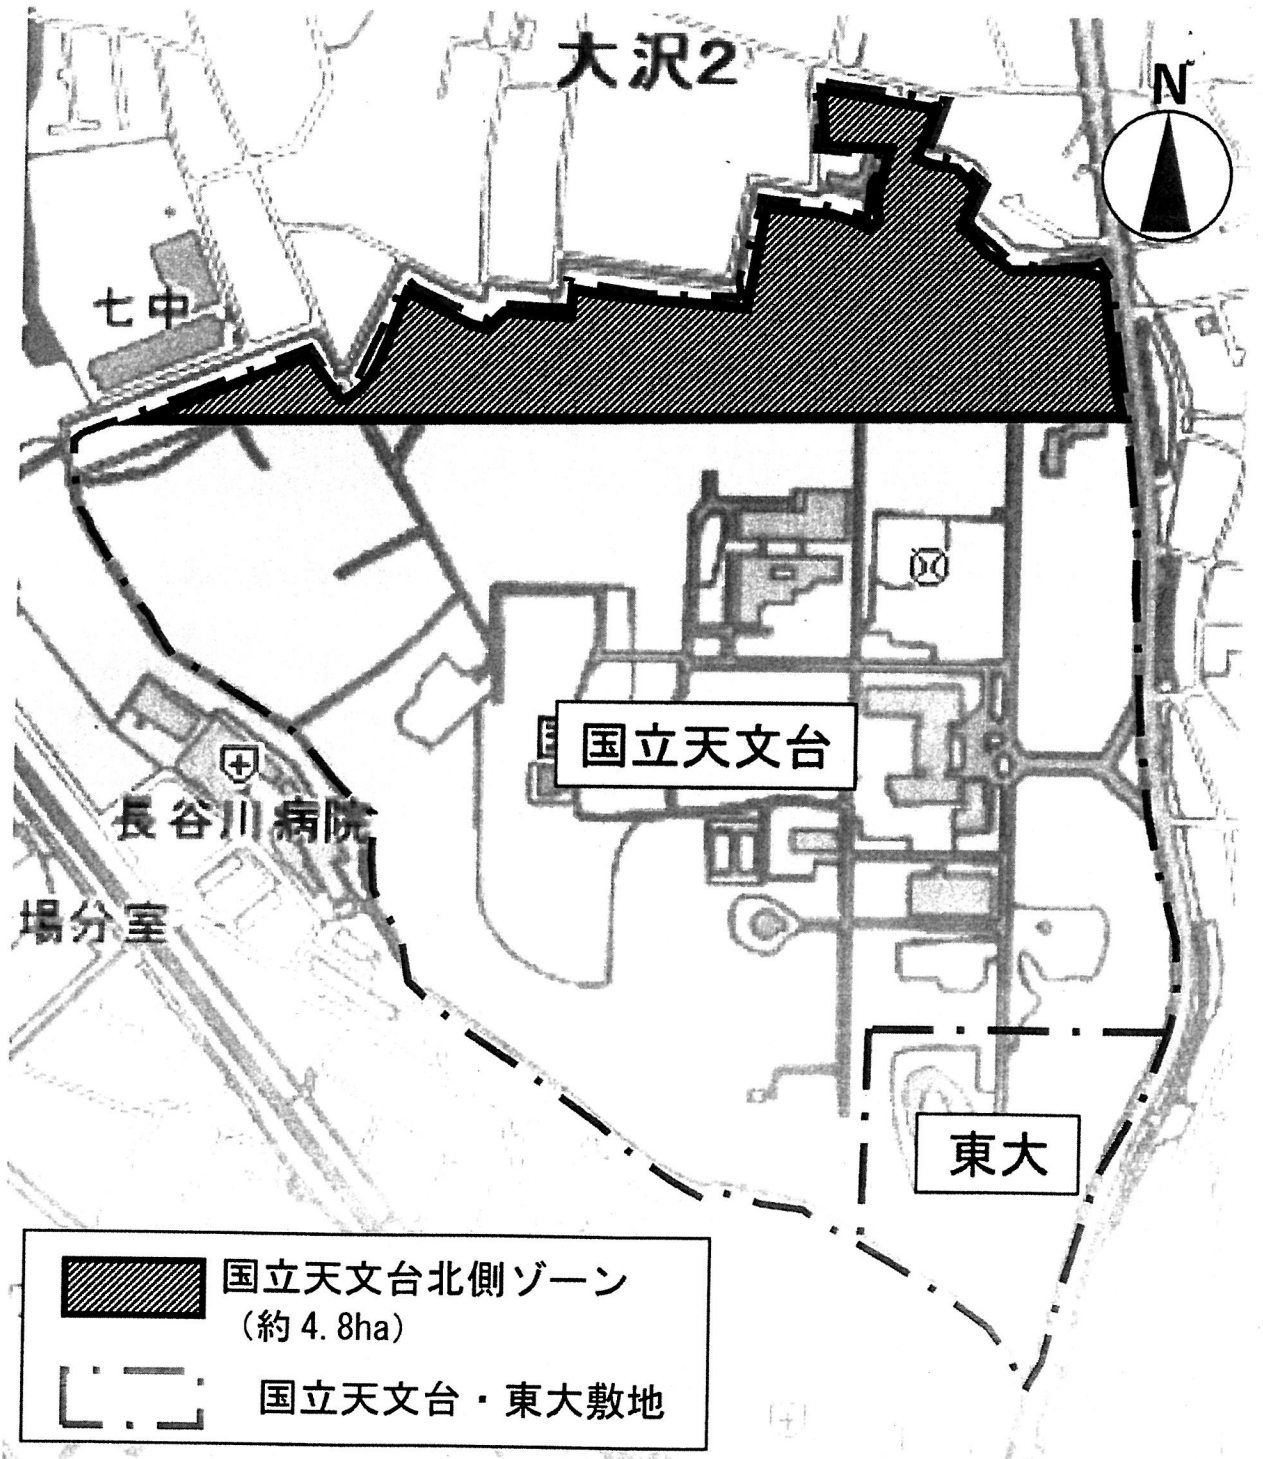 大沢2
N
七中
国立天文台
長谷川病院
場分室
東大
国立天文台北側ゾーン
(約4.8ha)
国立天文台・東大敷地